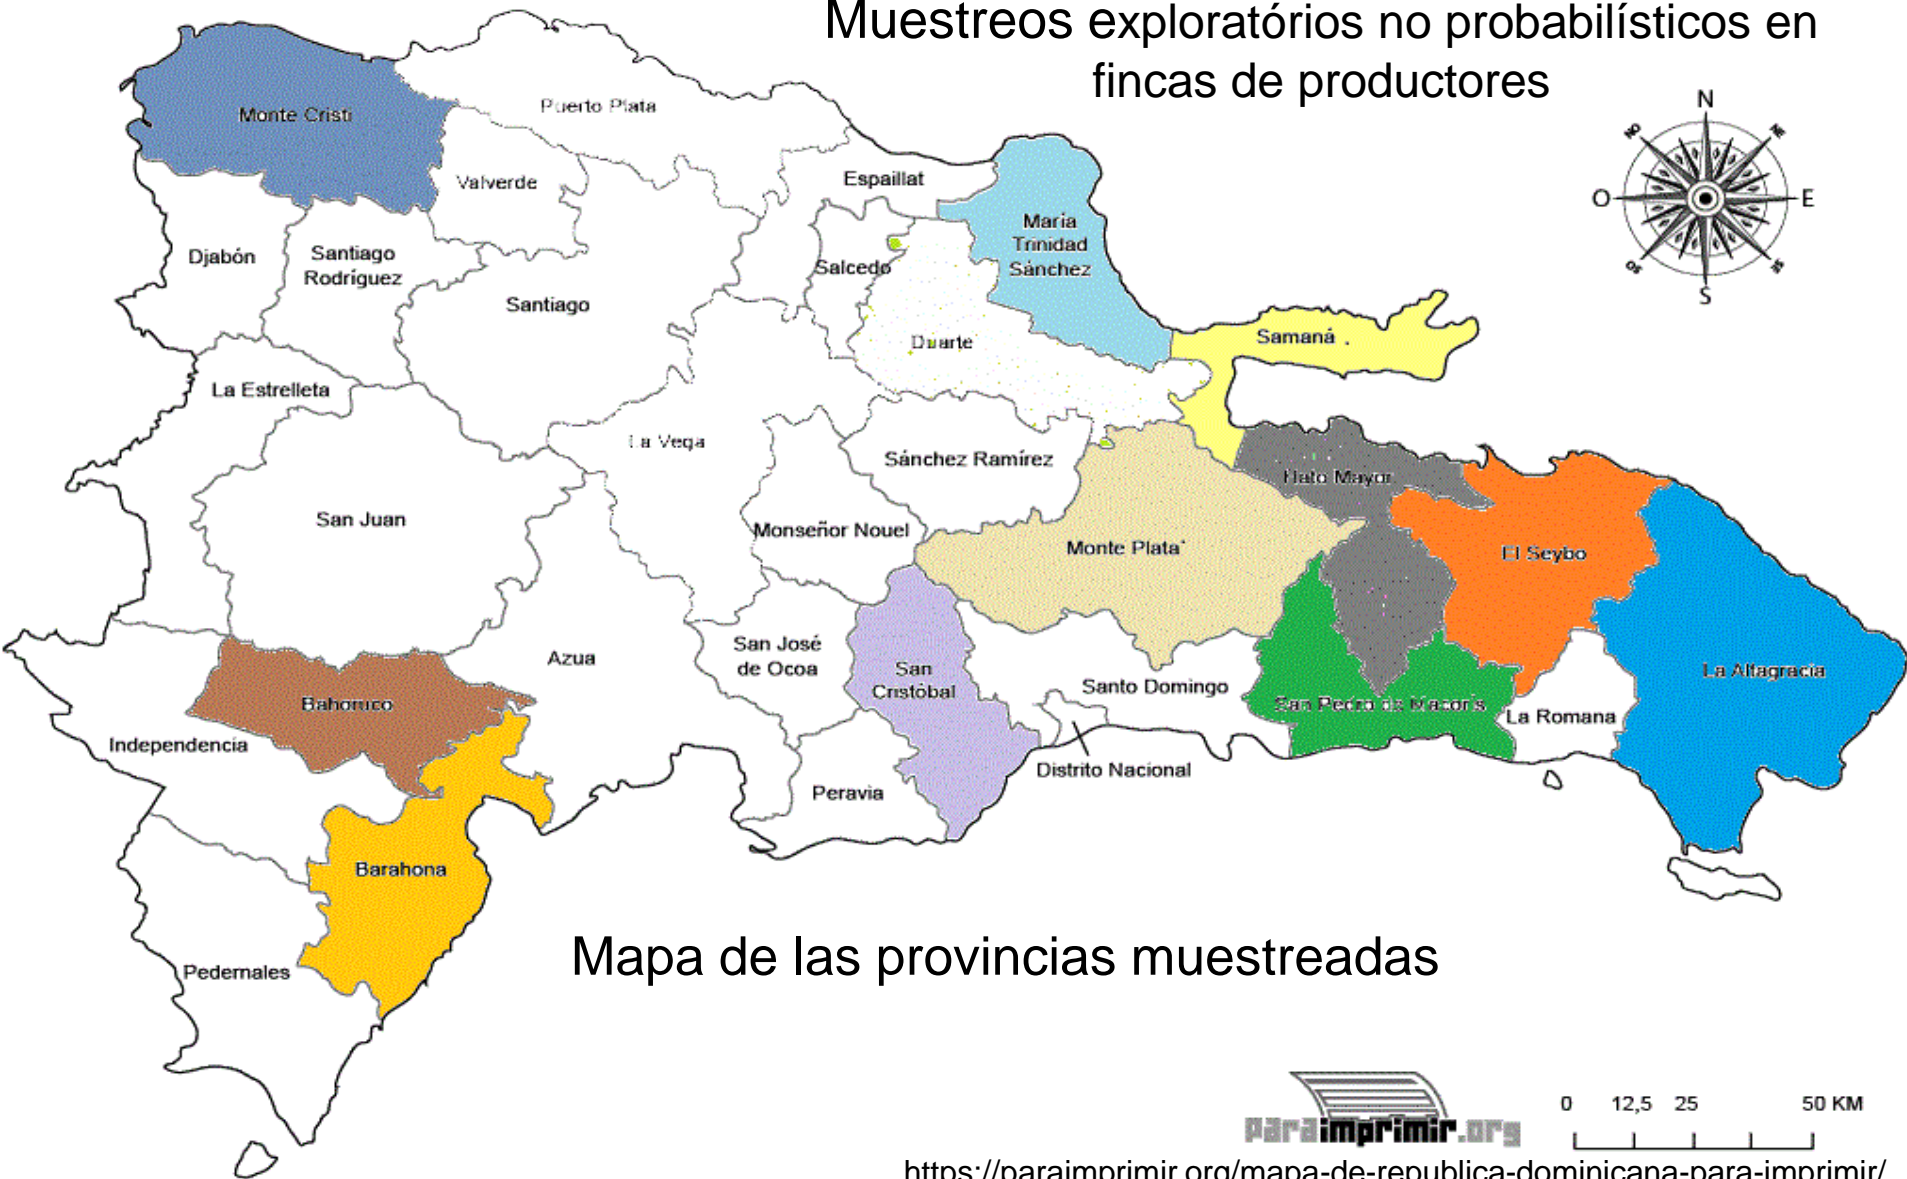 Muestreos exploratórios no probabilísticos en
fincas de productores
N
NO
NE
O
E
SO
SE
S
Monte Cristi
Puerto Plata
Valverde
Espaillat
María
Trinidad
Sánchez
Djabón
Santiago
Rodríguez
Salcedo
Santiago
Duarte
Samaná
La Estrelleta
La Vega
Sánchez Ramírez
Hato Mayor
San Juan
Monseñor Nouel
Monte Plata
El Seybo
San José
de Ocoa
Azua
San
Cristóbal
Santo Domingo
La Altagracia
Bahoruco
San Pedro de Macorís
La Romana
Independencia
Distrito Nacional
Peravia
Barahona
Pedernales
Mapa de las provincias muestreadas
paraimprimir.org
0 12,5 25 50 KM
https://paraimprimir.org/mapa-de-republica-dominicana-para-imprimir/